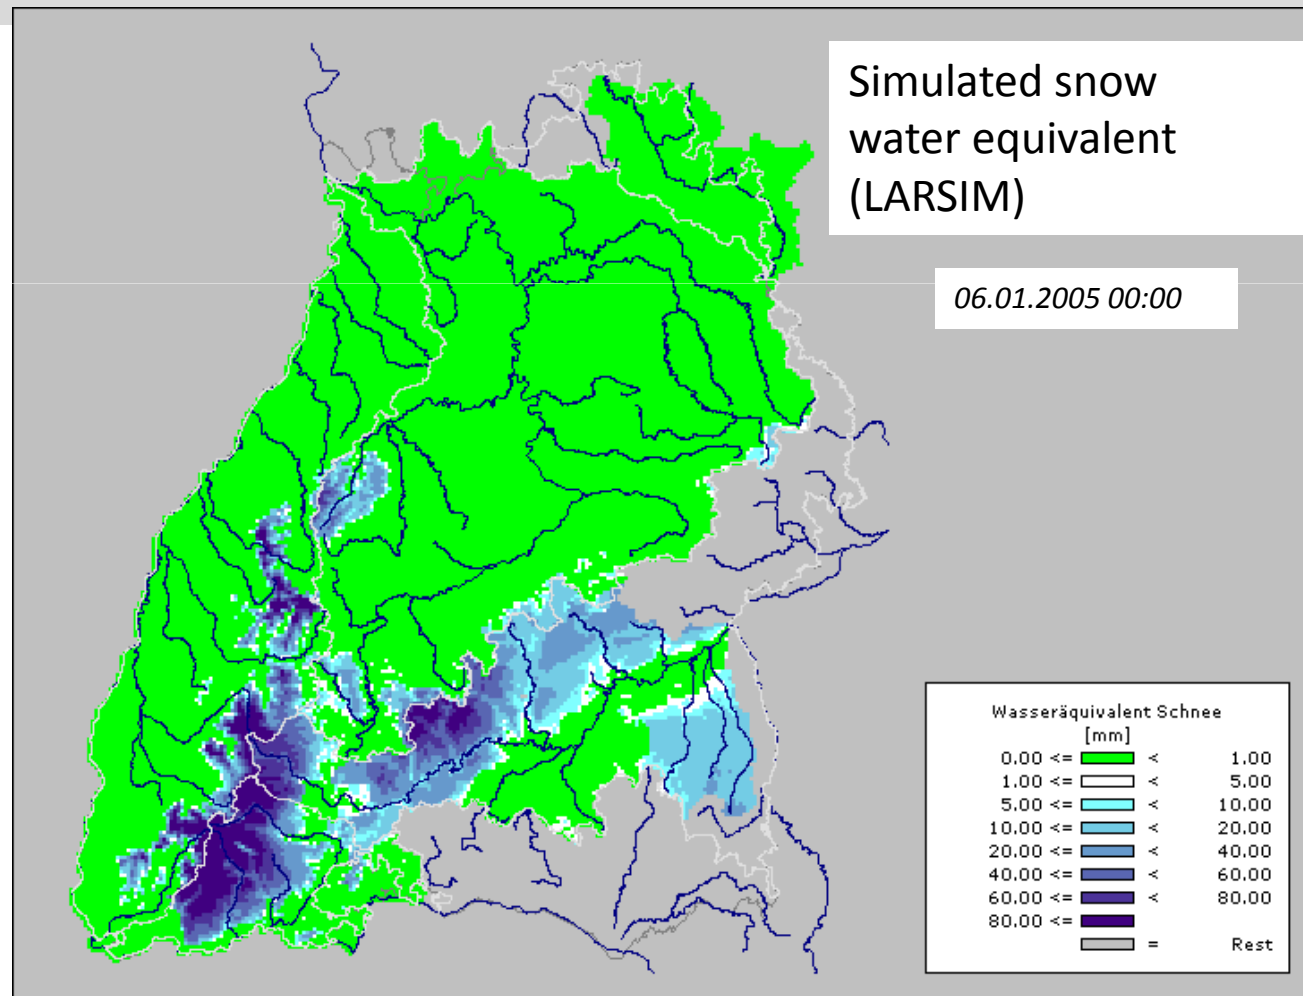 Simulated snow
water equivalent
(LARSIM)
06.01.2005 00:00
Wasseräquivalent Schnee
[mm]
0.00 <= < 1.00
1.00 <= < 5.00
5.00 <= < 10.00
10.00 <= < 20.00
20.00 <= < 40.00
40.00 <= < 60.00
60.00 <= < 80.00
80.00 <=
= Rest